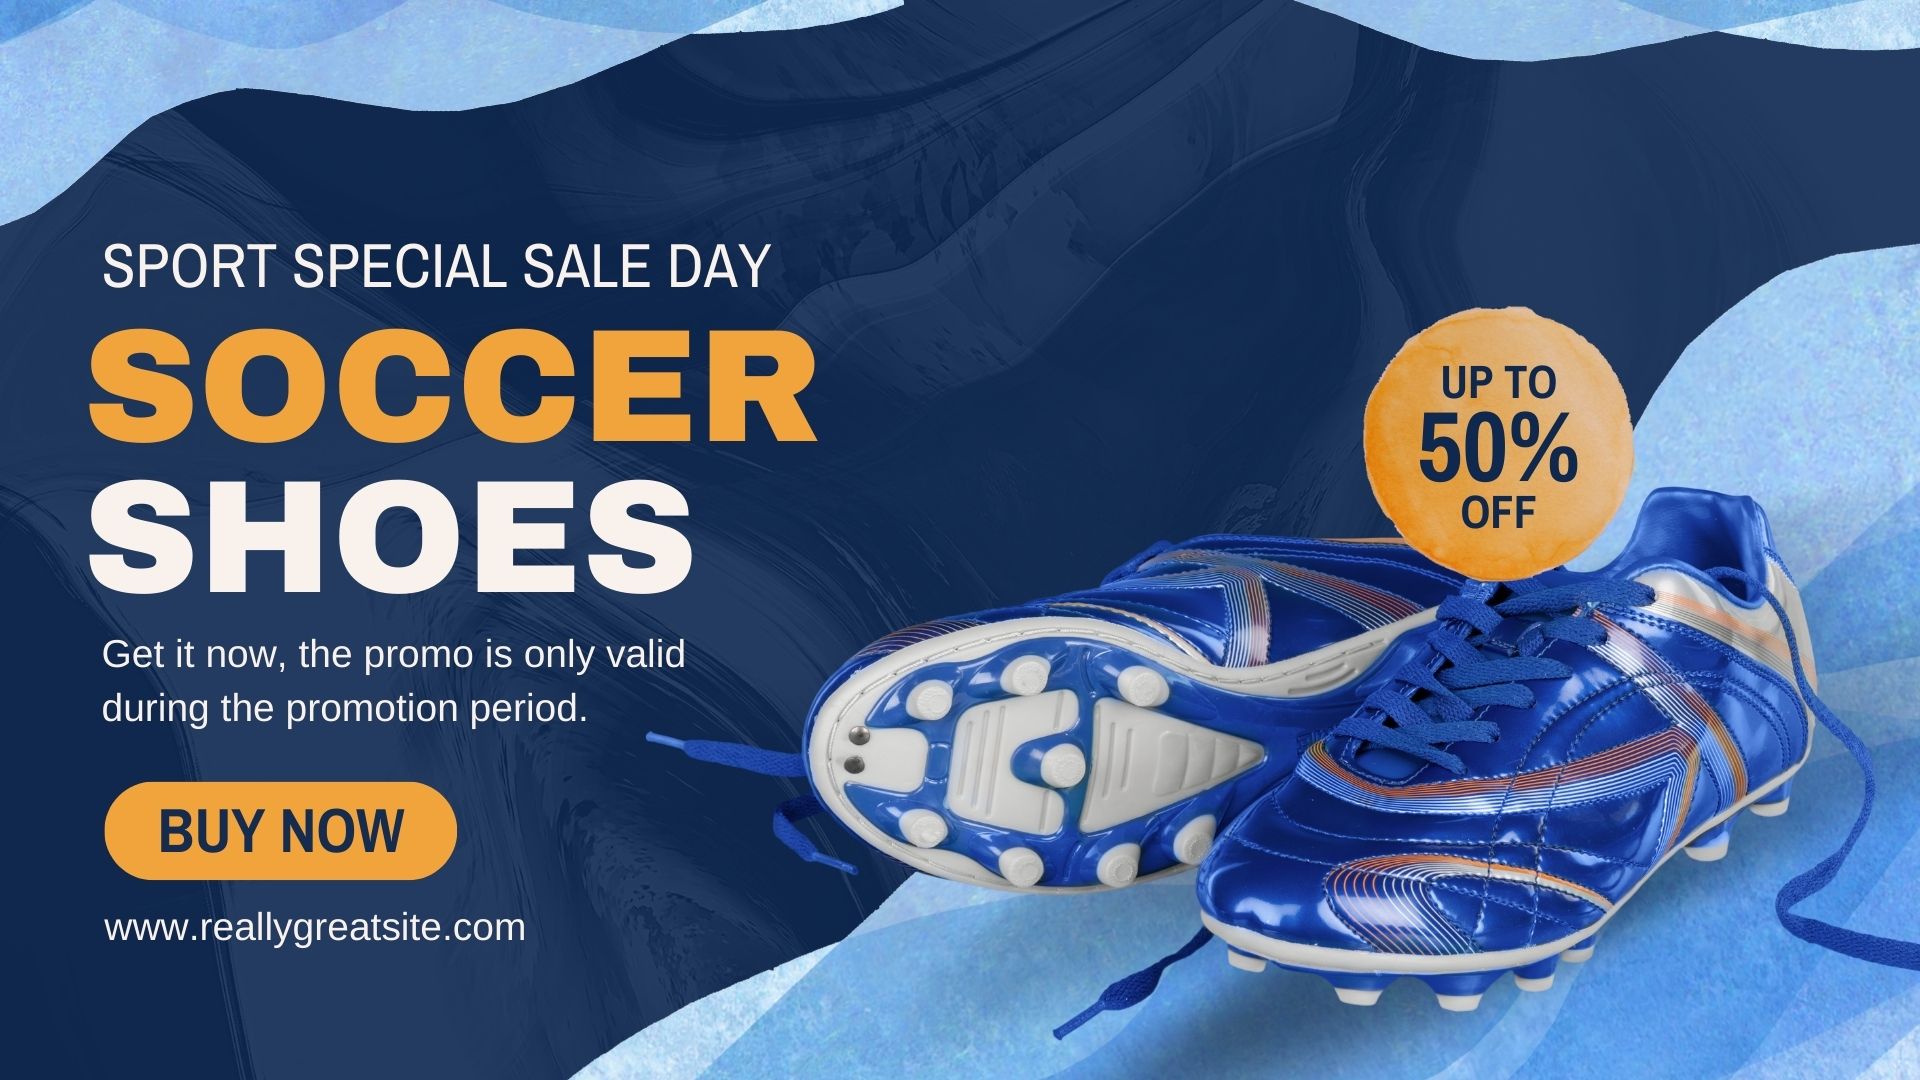 SPORT SPECIAL SALE DAY
SOCCER
SHOES
Get it now, the promo is only valid
during the promotion period.
BUY NOW
www.reallygreatsite.com
UP TO
50%
OFF